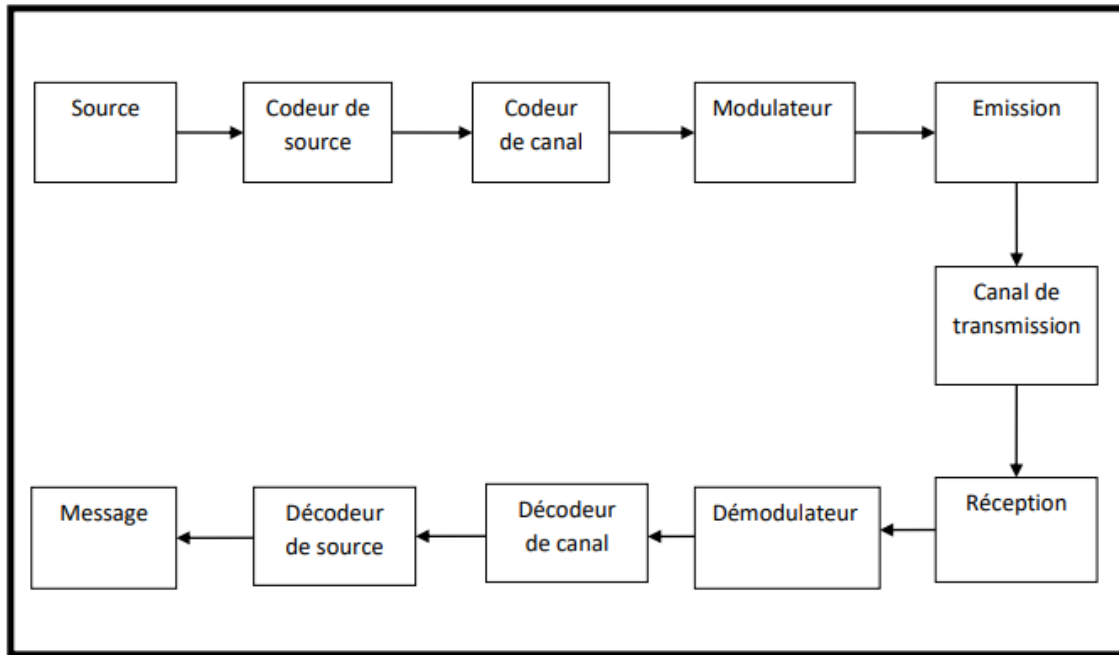 Source
Codeur de
source
Codeur
de canal
Modulateur
Emission
Canal de
transmission
Réception
Démodulateur
Décodeur
de canal
Décodeur
de source
Message